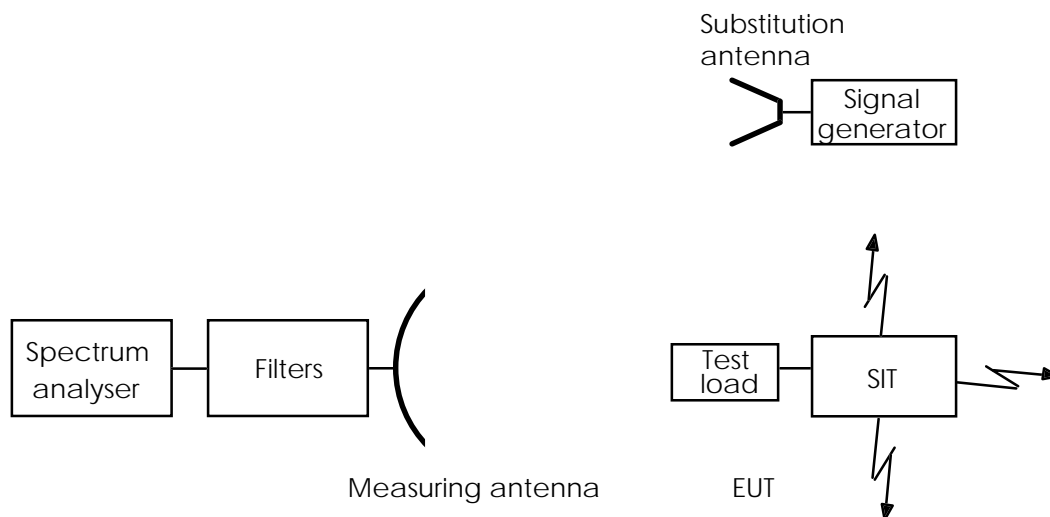 Substitution
antenna
Signal
generator
Spectrum
analyser
Filters
Test
load
SIT
Measuring antenna
EUT